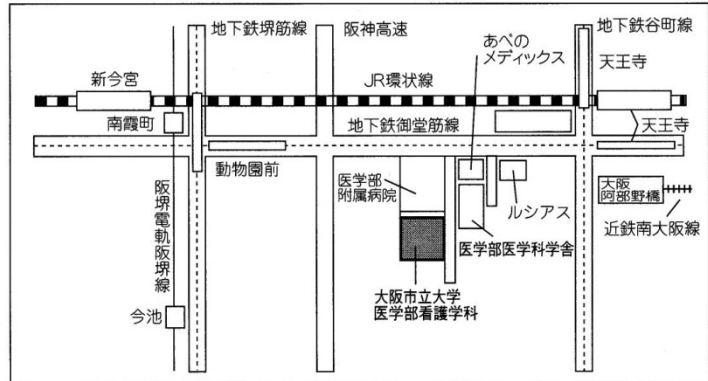 地下鉄堺筋線
阪神高速
あべの
メディックス
地下鉄谷町線
天王寺
新今宮
JR環状線
南霞町
地下鉄御堂筋線
天王寺
動物園前
医学部
附属病院
ルシアス
大阪
阿部野橋
近鉄南大阪線
阪堺電軌阪堺線
医学部医学科学舎
大阪市立大学
医学部看護学科
今池